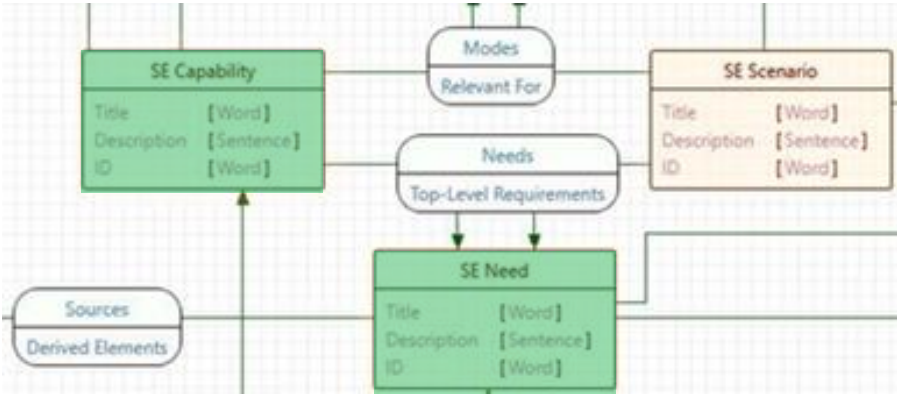 Modes
Relevant For
SE Capability
Title [Word]
Description [Sentence]
ID [Word]
SE Scenario
Title [Word]
Description [Sentence]
ID [Word]
Needs
Top-Level Requirements
SE Need
Title [Word]
Description [Sentence]
ID [Word]
Sources
Derived Elements